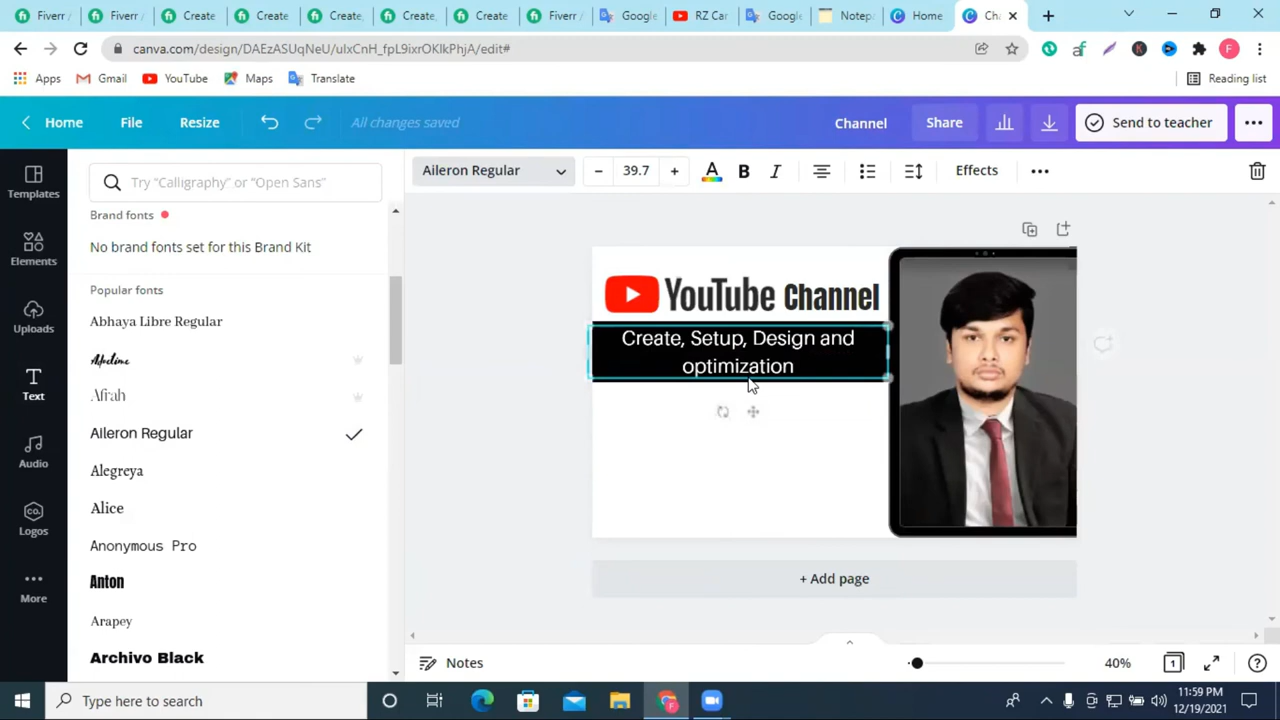 Fiverr
Fiverr /
Create
Create
Create,
Create,
Create
Fiverr /
Google
RZ Car
Google
Notep
Home
Cha
canva.com/design/DAEzASUqNeU/ulxCnH_fpL9ixrOKlkPhjA/edit#
Apps
Gmail
YouTube
Maps
Translate
Reading list
Home
File
Resize
All changes saved
Channel
Share
Send to teacher
Templates
Elements
Uploads
Text
Audio
Logos
More
Try "Calligraphy" or "Open Sans"
Brand fonts
No brand fonts set for this Brand Kit
Popular fonts
Abhaya Libre Regular
Afrah
Aileron Regular
Alegreya
Alice
Anonymous Pro
Anton
Arapey
Archivo Black
Aileron Regular
39.7
A
B
I
Effects
YouTube Channel
Create, Setup, Design and
optimization
+ Add page
Notes
1
40%
Type here to search
11:59 PM
12/19/2021